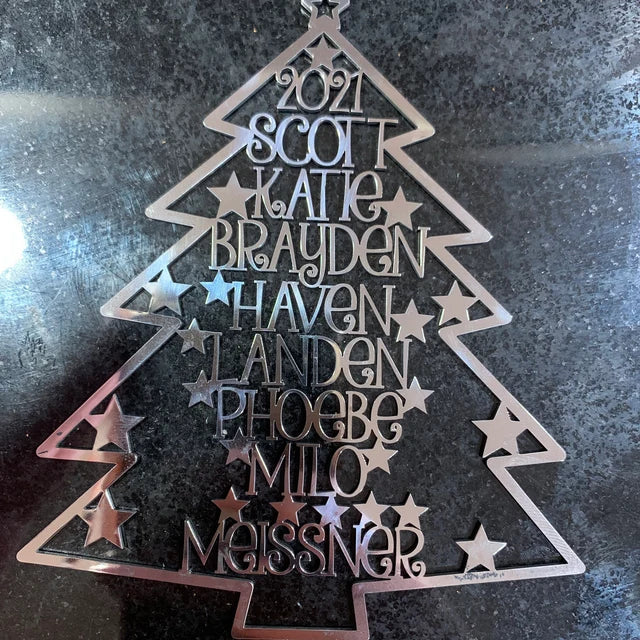 2021
SCOTT
KATIE
BRAYDEN
HAVEN
LANDEN
PHOEBE
MILO
MEISSNER